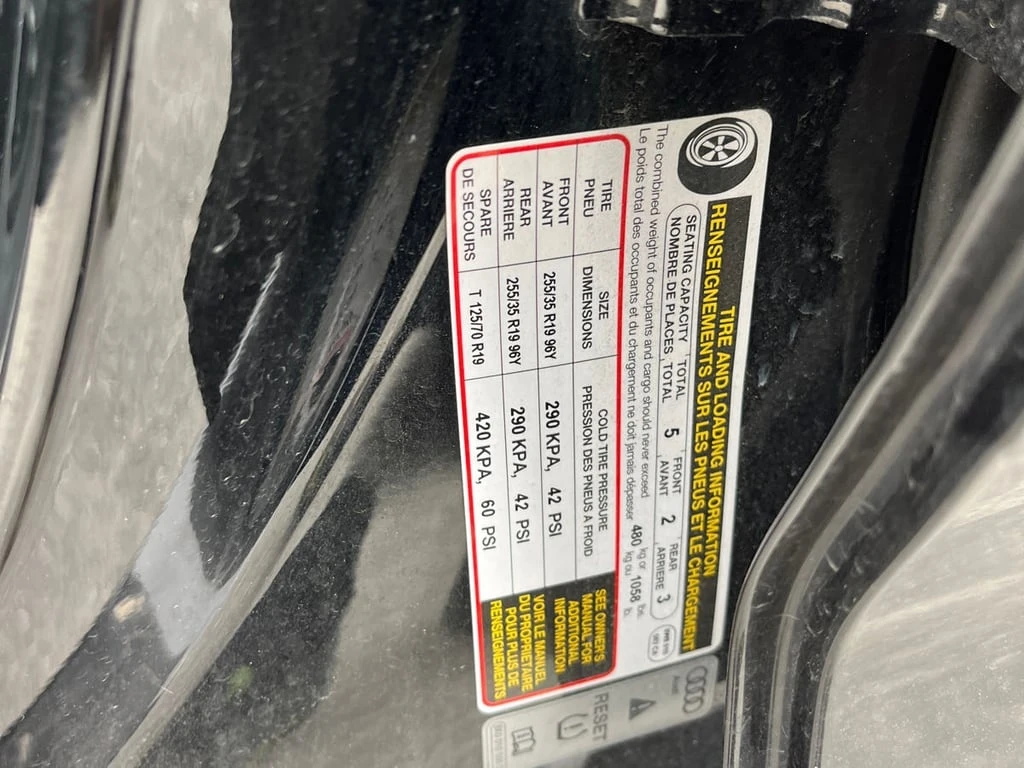 TIRE AND LOADING INFORMATION
RENSEIGNEMENTS SUR LES PNEUS ET LE CHARGEMENT
SEATING CAPACITY TOTAL 5 FRONT 2 REAR 3
NOMBRE DE PLACES TOTAL AVANT ARRIERE
The combined weight of occupants and cargo should never exceed 480 kg or 1058 lbs.
Le poids total des occupants et du chargement ne doit jamais dépasser kg ou lb.
TIRE SIZE COLD TIRE PRESSURE
PNEU DIMENSIONS PRESSION DES PNEUS A FROID
FRONT
AVANT 255/35 R19 96Y 290 KPA, 42 PSI
REAR
ARRIERE 255/35 R19 96Y 290 KPA, 42 PSI
SPARE
DE SECOURS T 125/70 R19 420 KPA, 60 PSI
SEE OWNER'S
MANUAL FOR
ADDITIONAL
INFORMATION
VOIR LE MANUEL
DU PROPRIETAIRE
POUR PLUS DE
RENSEIGNEMENTS
Audi
RESET